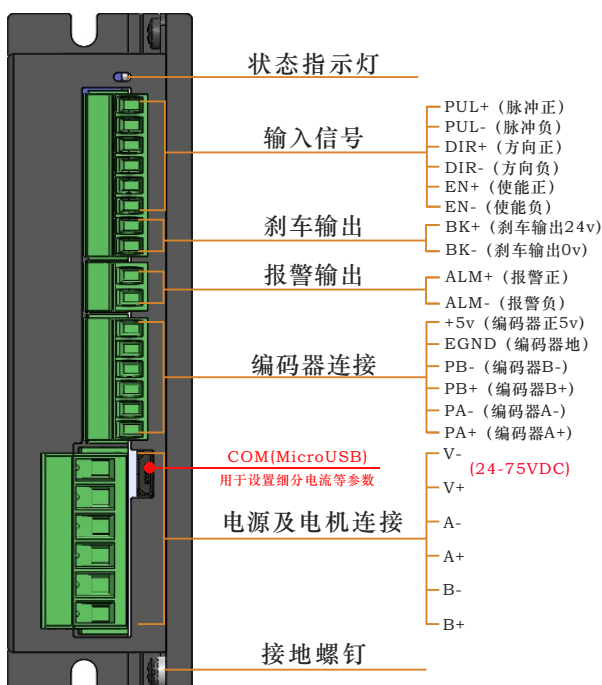 状态指示灯
输入信号
PUL+（脉冲正）
PUL-（脉冲负）
DIR+（方向正）
DIR-（方向负）
EN+（使能正）
EN-（使能负）
刹车输出
BK+（刹车输出24v）
BK-（刹车输出0v）
报警输出
ALM+（报警正）
ALM-（报警负）
编码器连接
+5v（编码器正5v）
EGND（编码器地）
PB-（编码器B-）
PB+（编码器B+）
PA-（编码器A-）
PA+（编码器A+）
COM(MicroUSB)
用于设置细分电流等参数
电源及电机连接
V-
(24-75VDC)
V+
A-
A+
B-
B+
接地螺钉